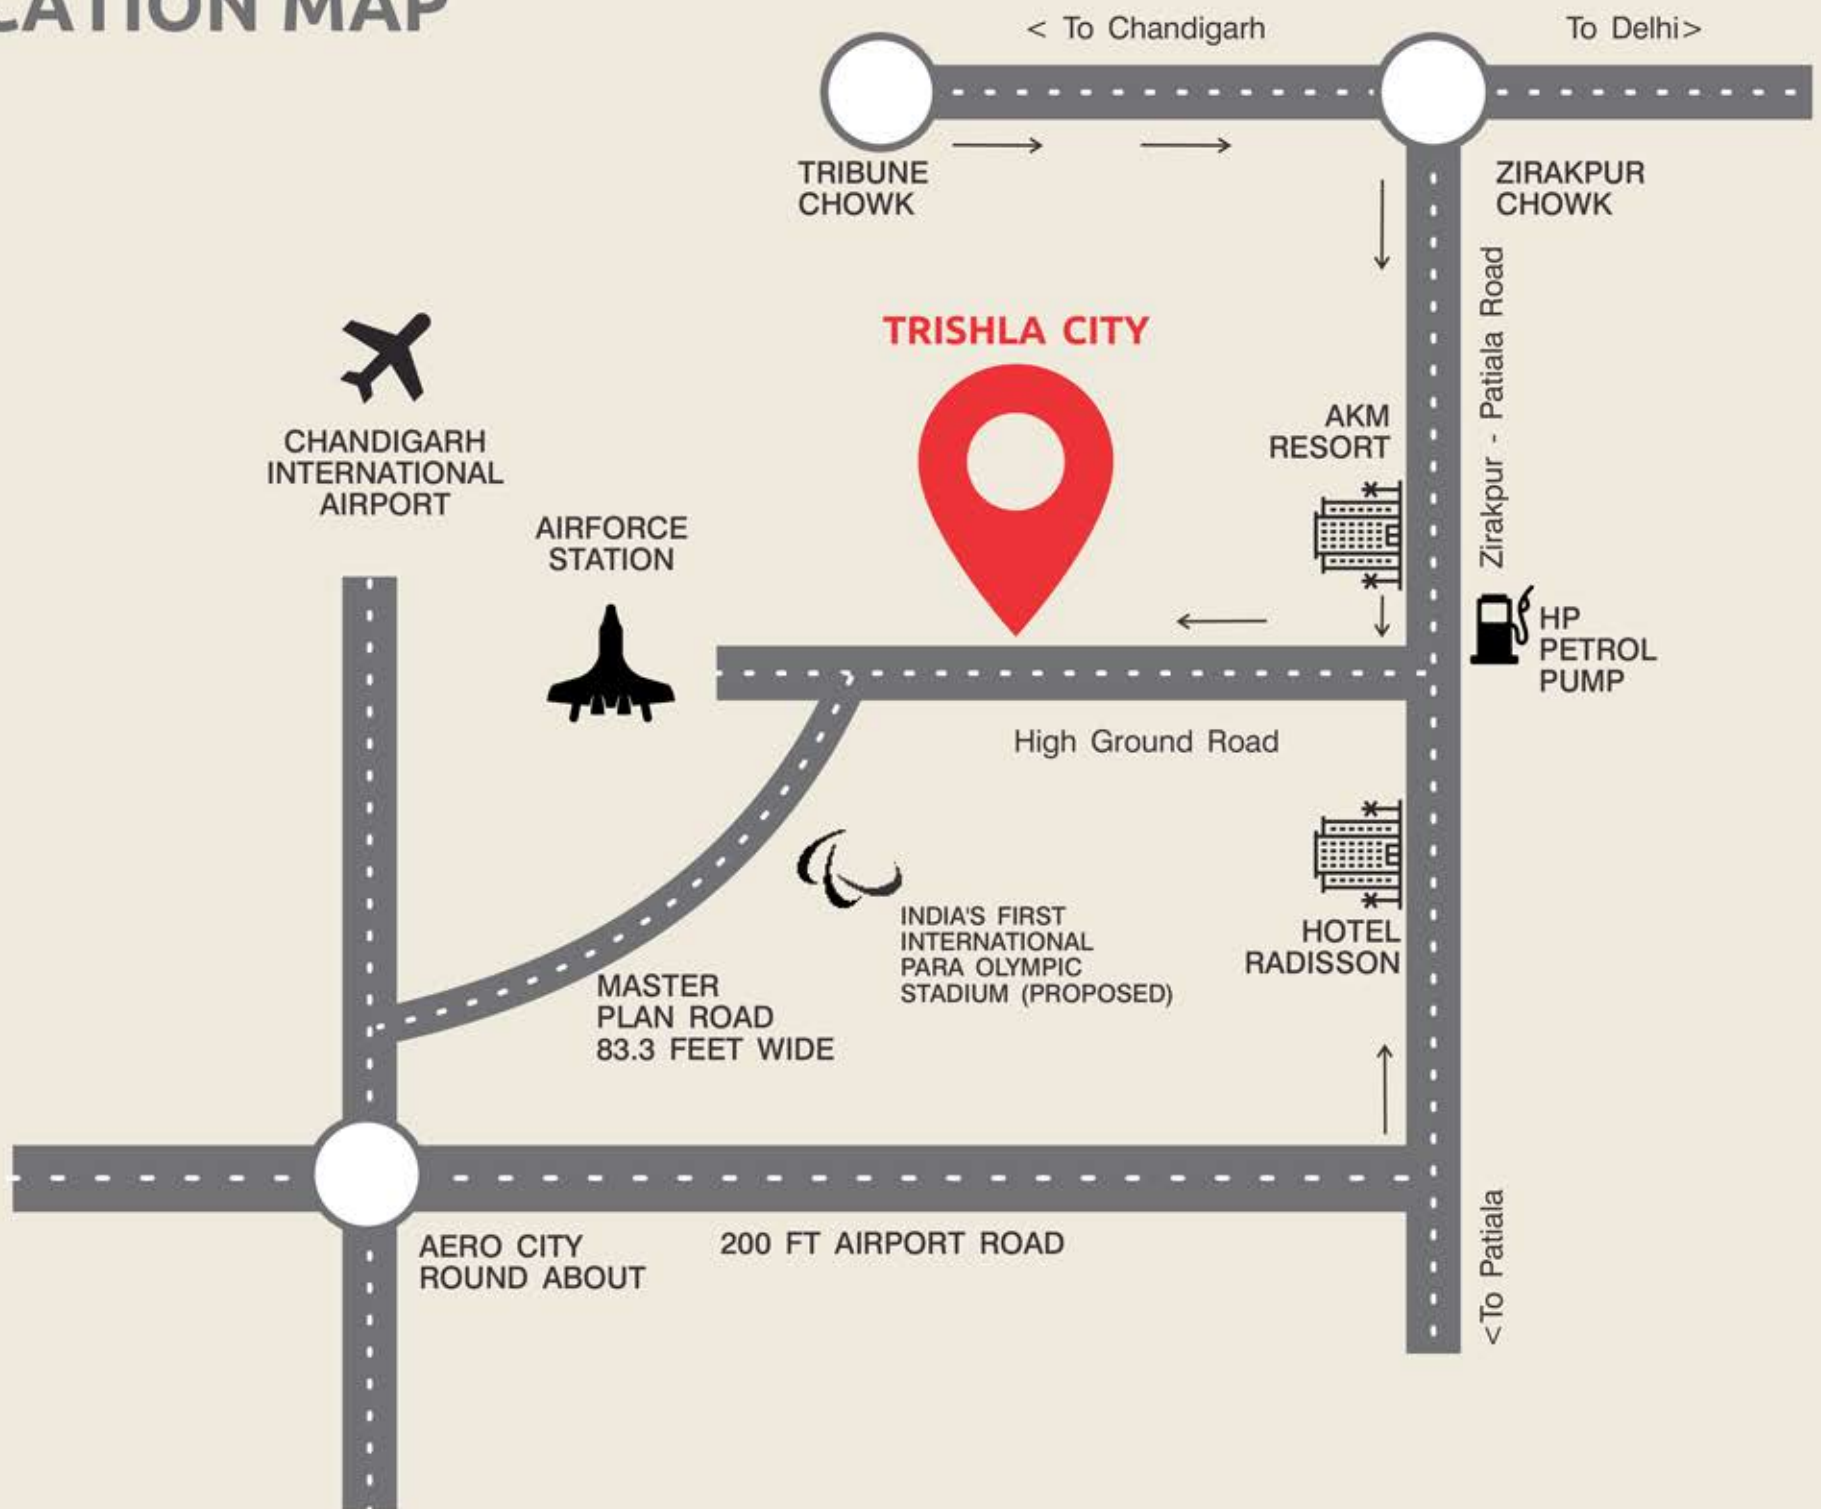 CATION MAP
< To Chandigarh
To Delhi>
TRIBUNE
CHOWK
ZIRAKPUR
CHOWK
Zirakpur - Patiala Road
TRISHLA CITY
CHANDIGARH
INTERNATIONAL
AIRPORT
AIRFORCE
STATION
AKM
RESORT
HP
PETROL
PUMP
High Ground Road
INDIA'S FIRST
INTERNATIONAL
PARA OLYMPIC
STADIUM (PROPOSED)
HOTEL
RADISSON
MASTER
PLAN ROAD
83.3 FEET WIDE
AERO CITY
ROUND ABOUT
200 FT AIRPORT ROAD
<To Patiala